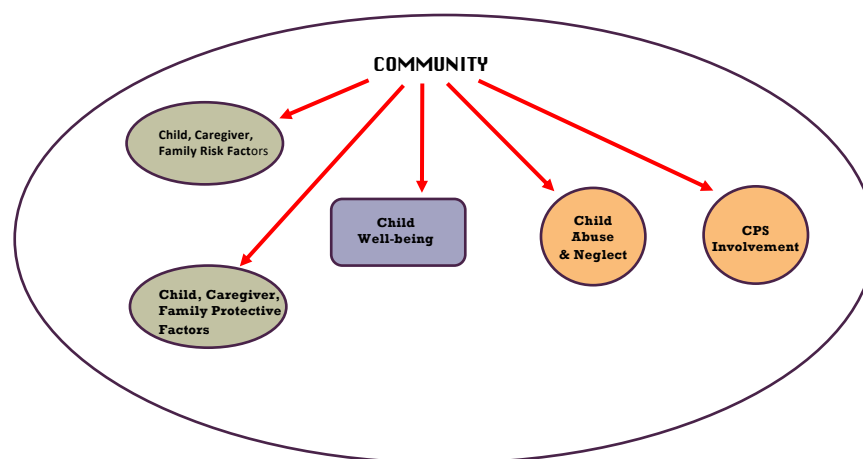 COMMUNITY
Child, Caregiver,
Family Risk Factors
Child
Well-being
Child
Abuse
& Neglect
CPS
Involvement
Child, Caregiver,
Family Protective
Factors